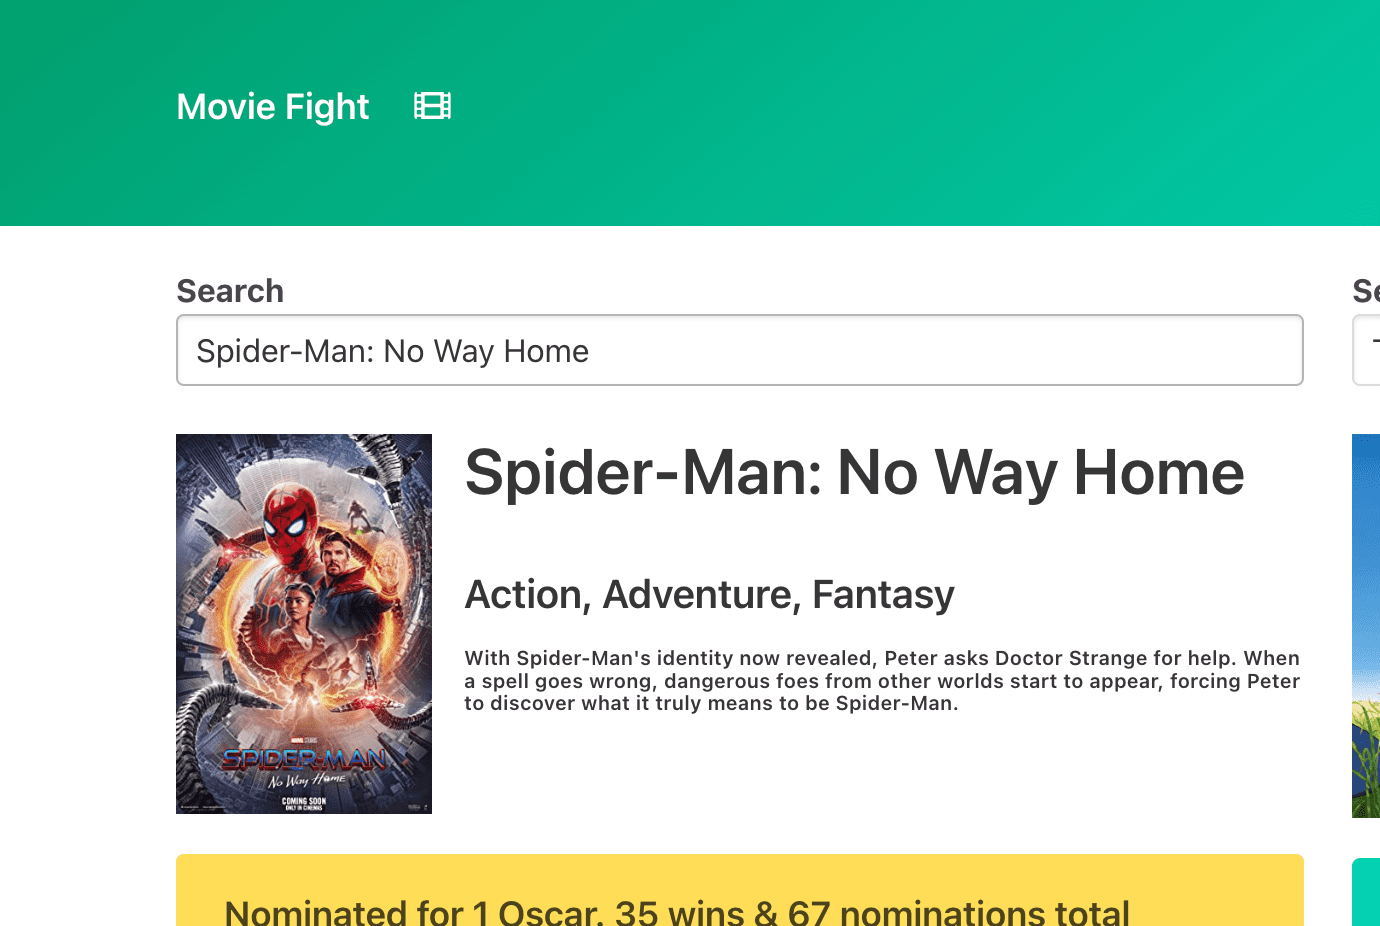 Movie Fight
Search
Spider-Man: No Way Home
Spider-Man: No Way Home
Action, Adventure, Fantasy
With Spider-Man's identity now revealed, Peter asks Doctor Strange for help. When
a spell goes wrong, dangerous foes from other worlds start to appear, forcing Peter
to discover what it truly means to be Spider-Man.
SPIDER-MAN
No Way Home
COMING SOON
ONLY IN CINEMAS
Nominated for 1 Oscar. 35 wins & 67 nominations total